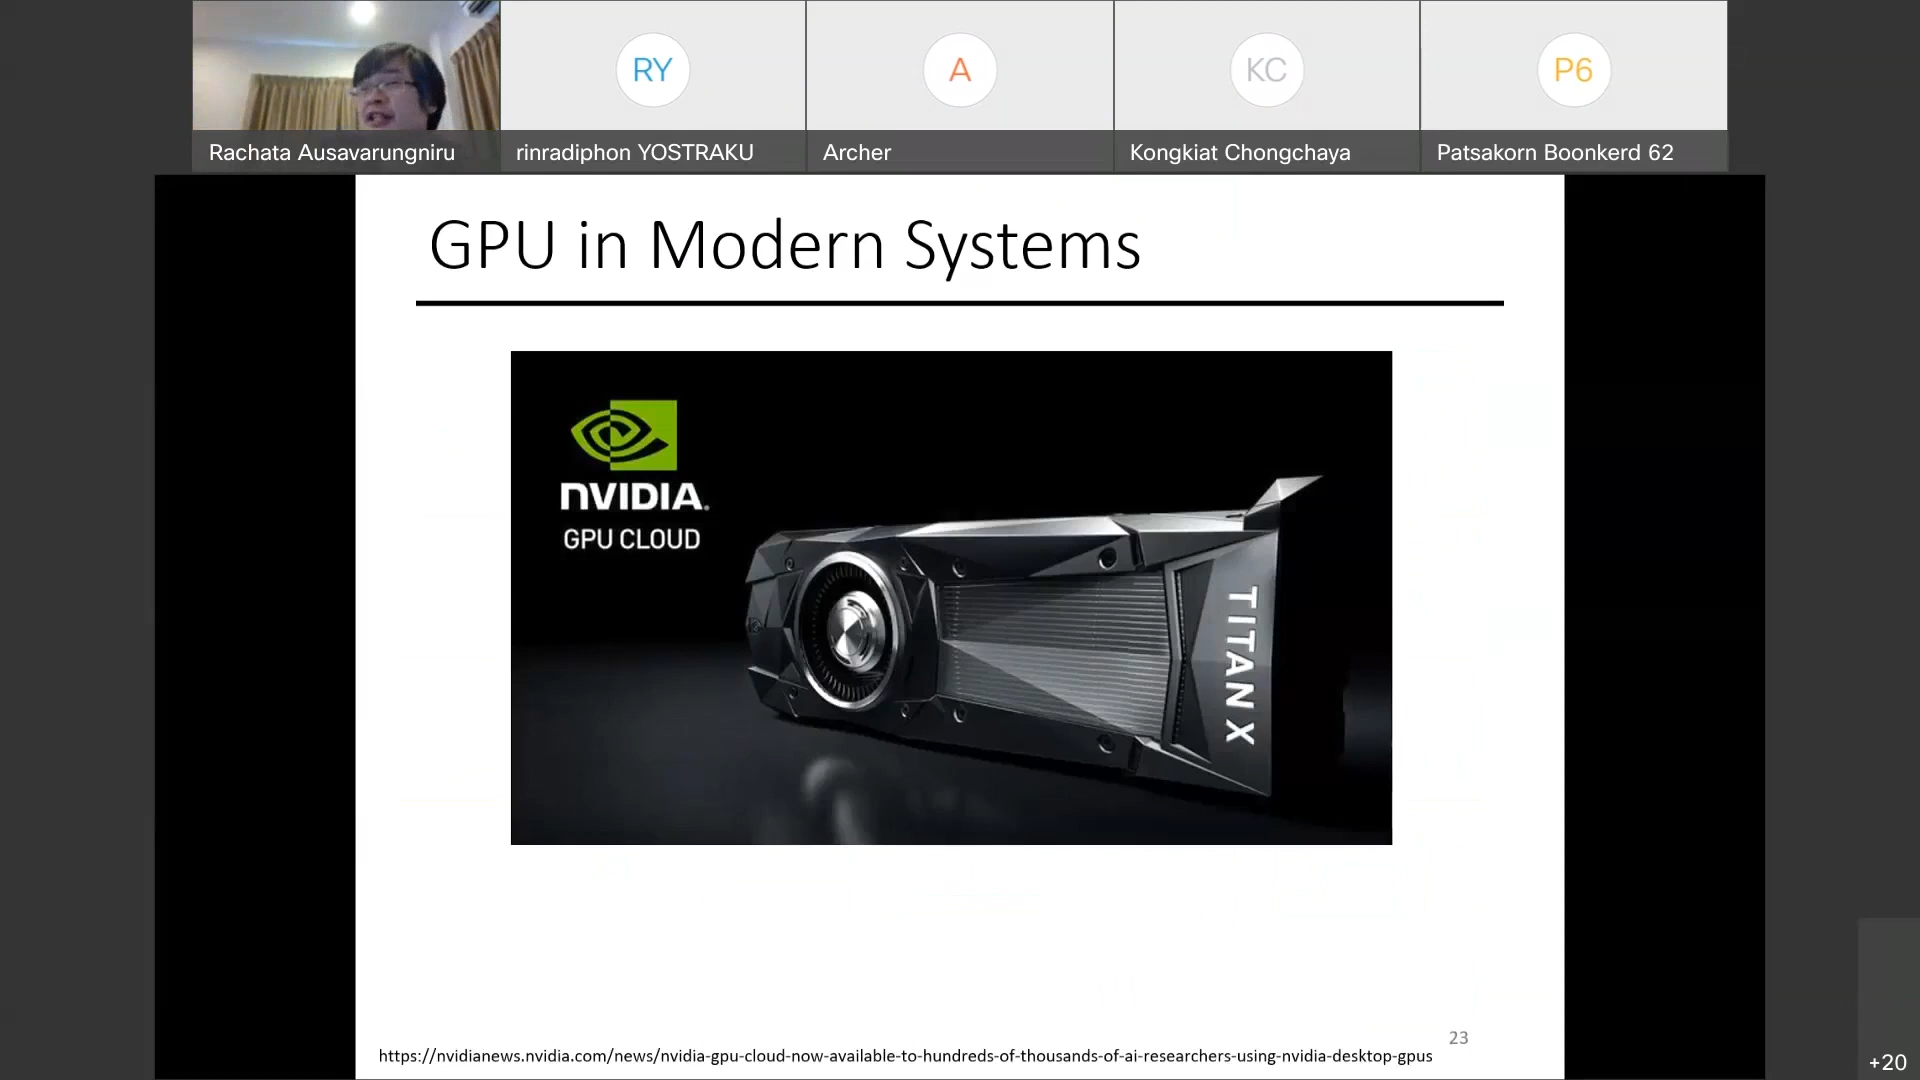 RY
A
KC
P6
Rachata Ausavarungniru
rinradiphon YOSTRAKU
Archer
Kongkiat Chongchaya
Patsakorn Boonkerd 62
GPU in Modern Systems
NVIDIA.
GPU CLOUD
TITAN X
23
https://nvidianews.nvidia.com/news/nvidia-gpu-cloud-now-available-to-hundreds-of-thousands-of-ai-researchers-using-nvidia-desktop-gpus
+20